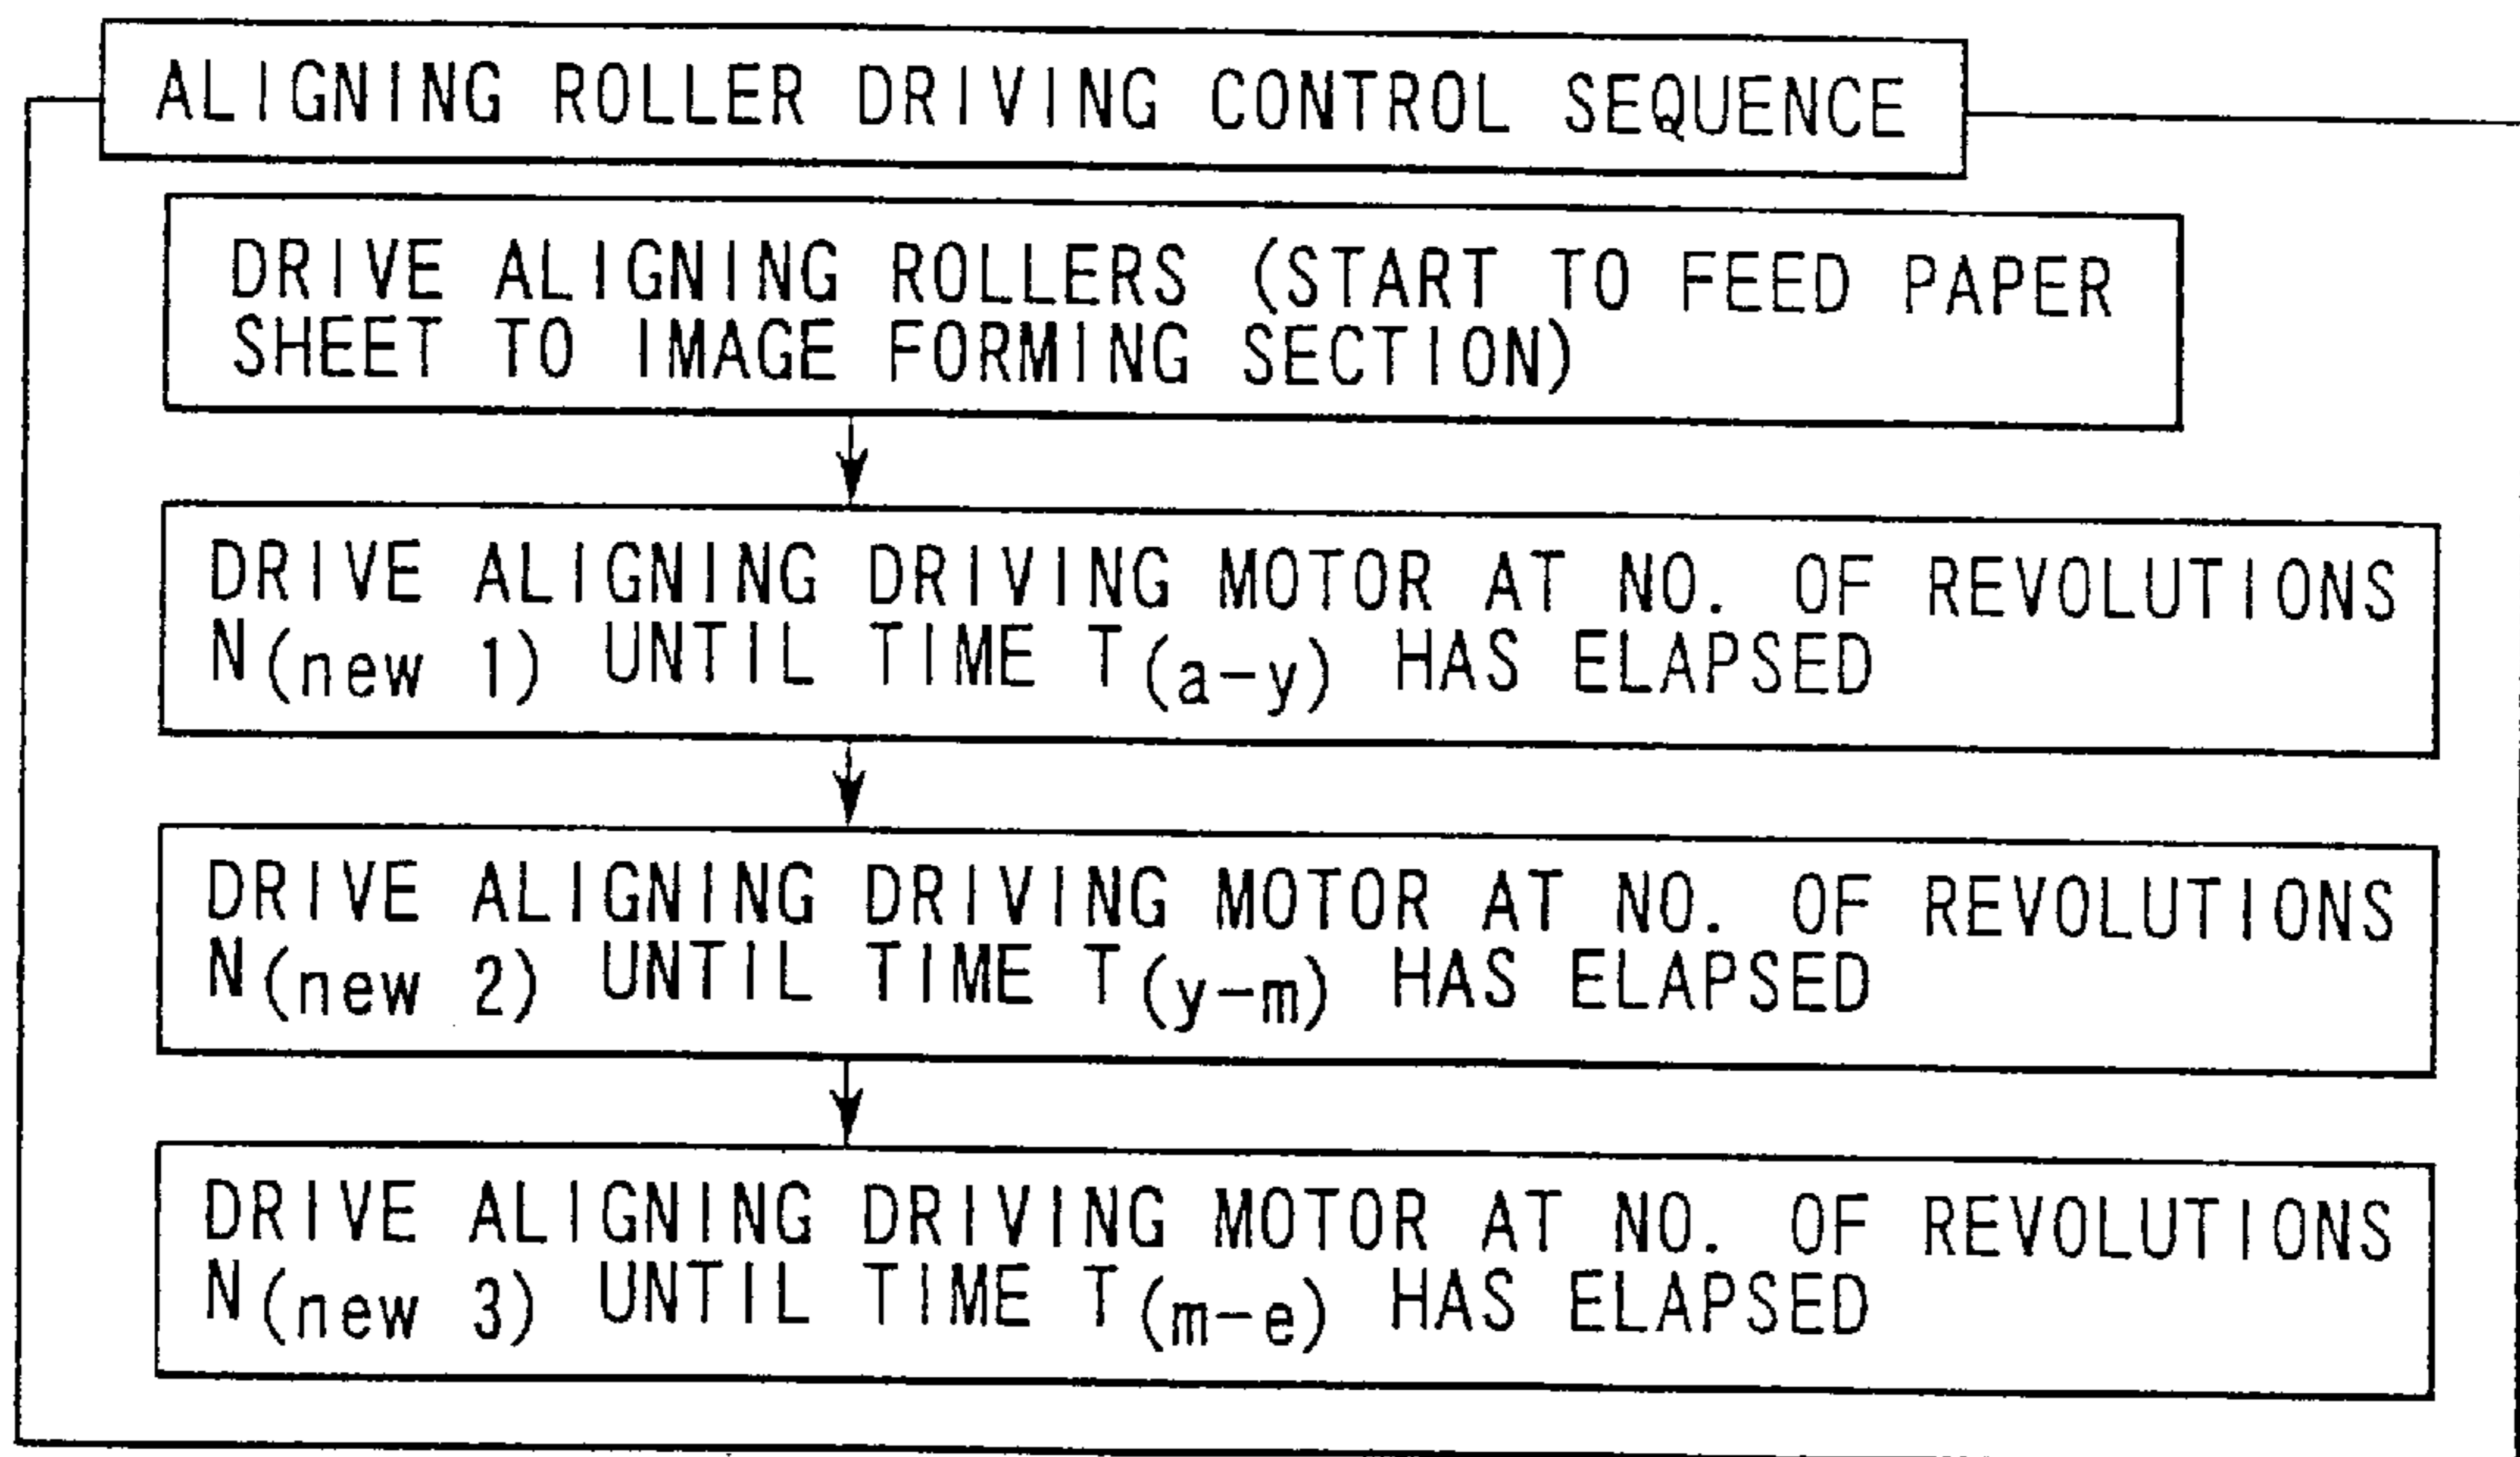 ALIGNING ROLLER DRIVING CONTROL SEQUENCE
DRIVE ALIGNING ROLLERS (START TO FEED PAPER
SHEET TO IMAGE FORMING SECTION)
DRIVE ALIGNING DRIVING MOTOR AT NO. OF REVOLUTIONS
N(new 1) UNTIL TIME T(a-y) HAS ELAPSED
DRIVE ALIGNING DRIVING MOTOR AT NO. OF REVOLUTIONS
N(new 2) UNTIL TIME T(y-m) HAS ELAPSED
DRIVE ALIGNING DRIVING MOTOR AT NO. OF REVOLUTIONS
N(new 3) UNTIL TIME T(m-e) HAS ELAPSED